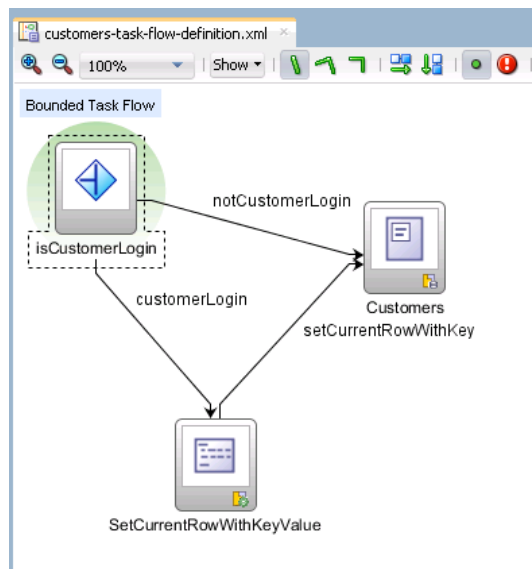 customers-task-flow-definition.xml
100%
Show
Bounded Task Flow
notCustomerLogin
isCustomerLogin
customerLogin
Customers
setCurrentRowWithKey
SetCurrentRowWithKeyValue